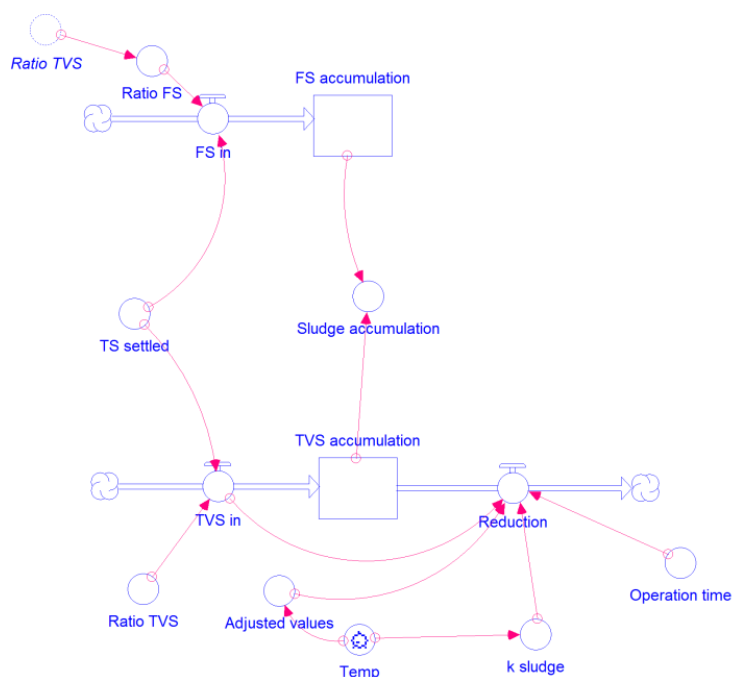 Ratio TVS
Ratio FS
FS accumulation
FS in
TS settled
Sludge accumulation
TVS accumulation
TVS in
Reduction
Ratio TVS
Adjusted values
Operation time
Temp
k sludge